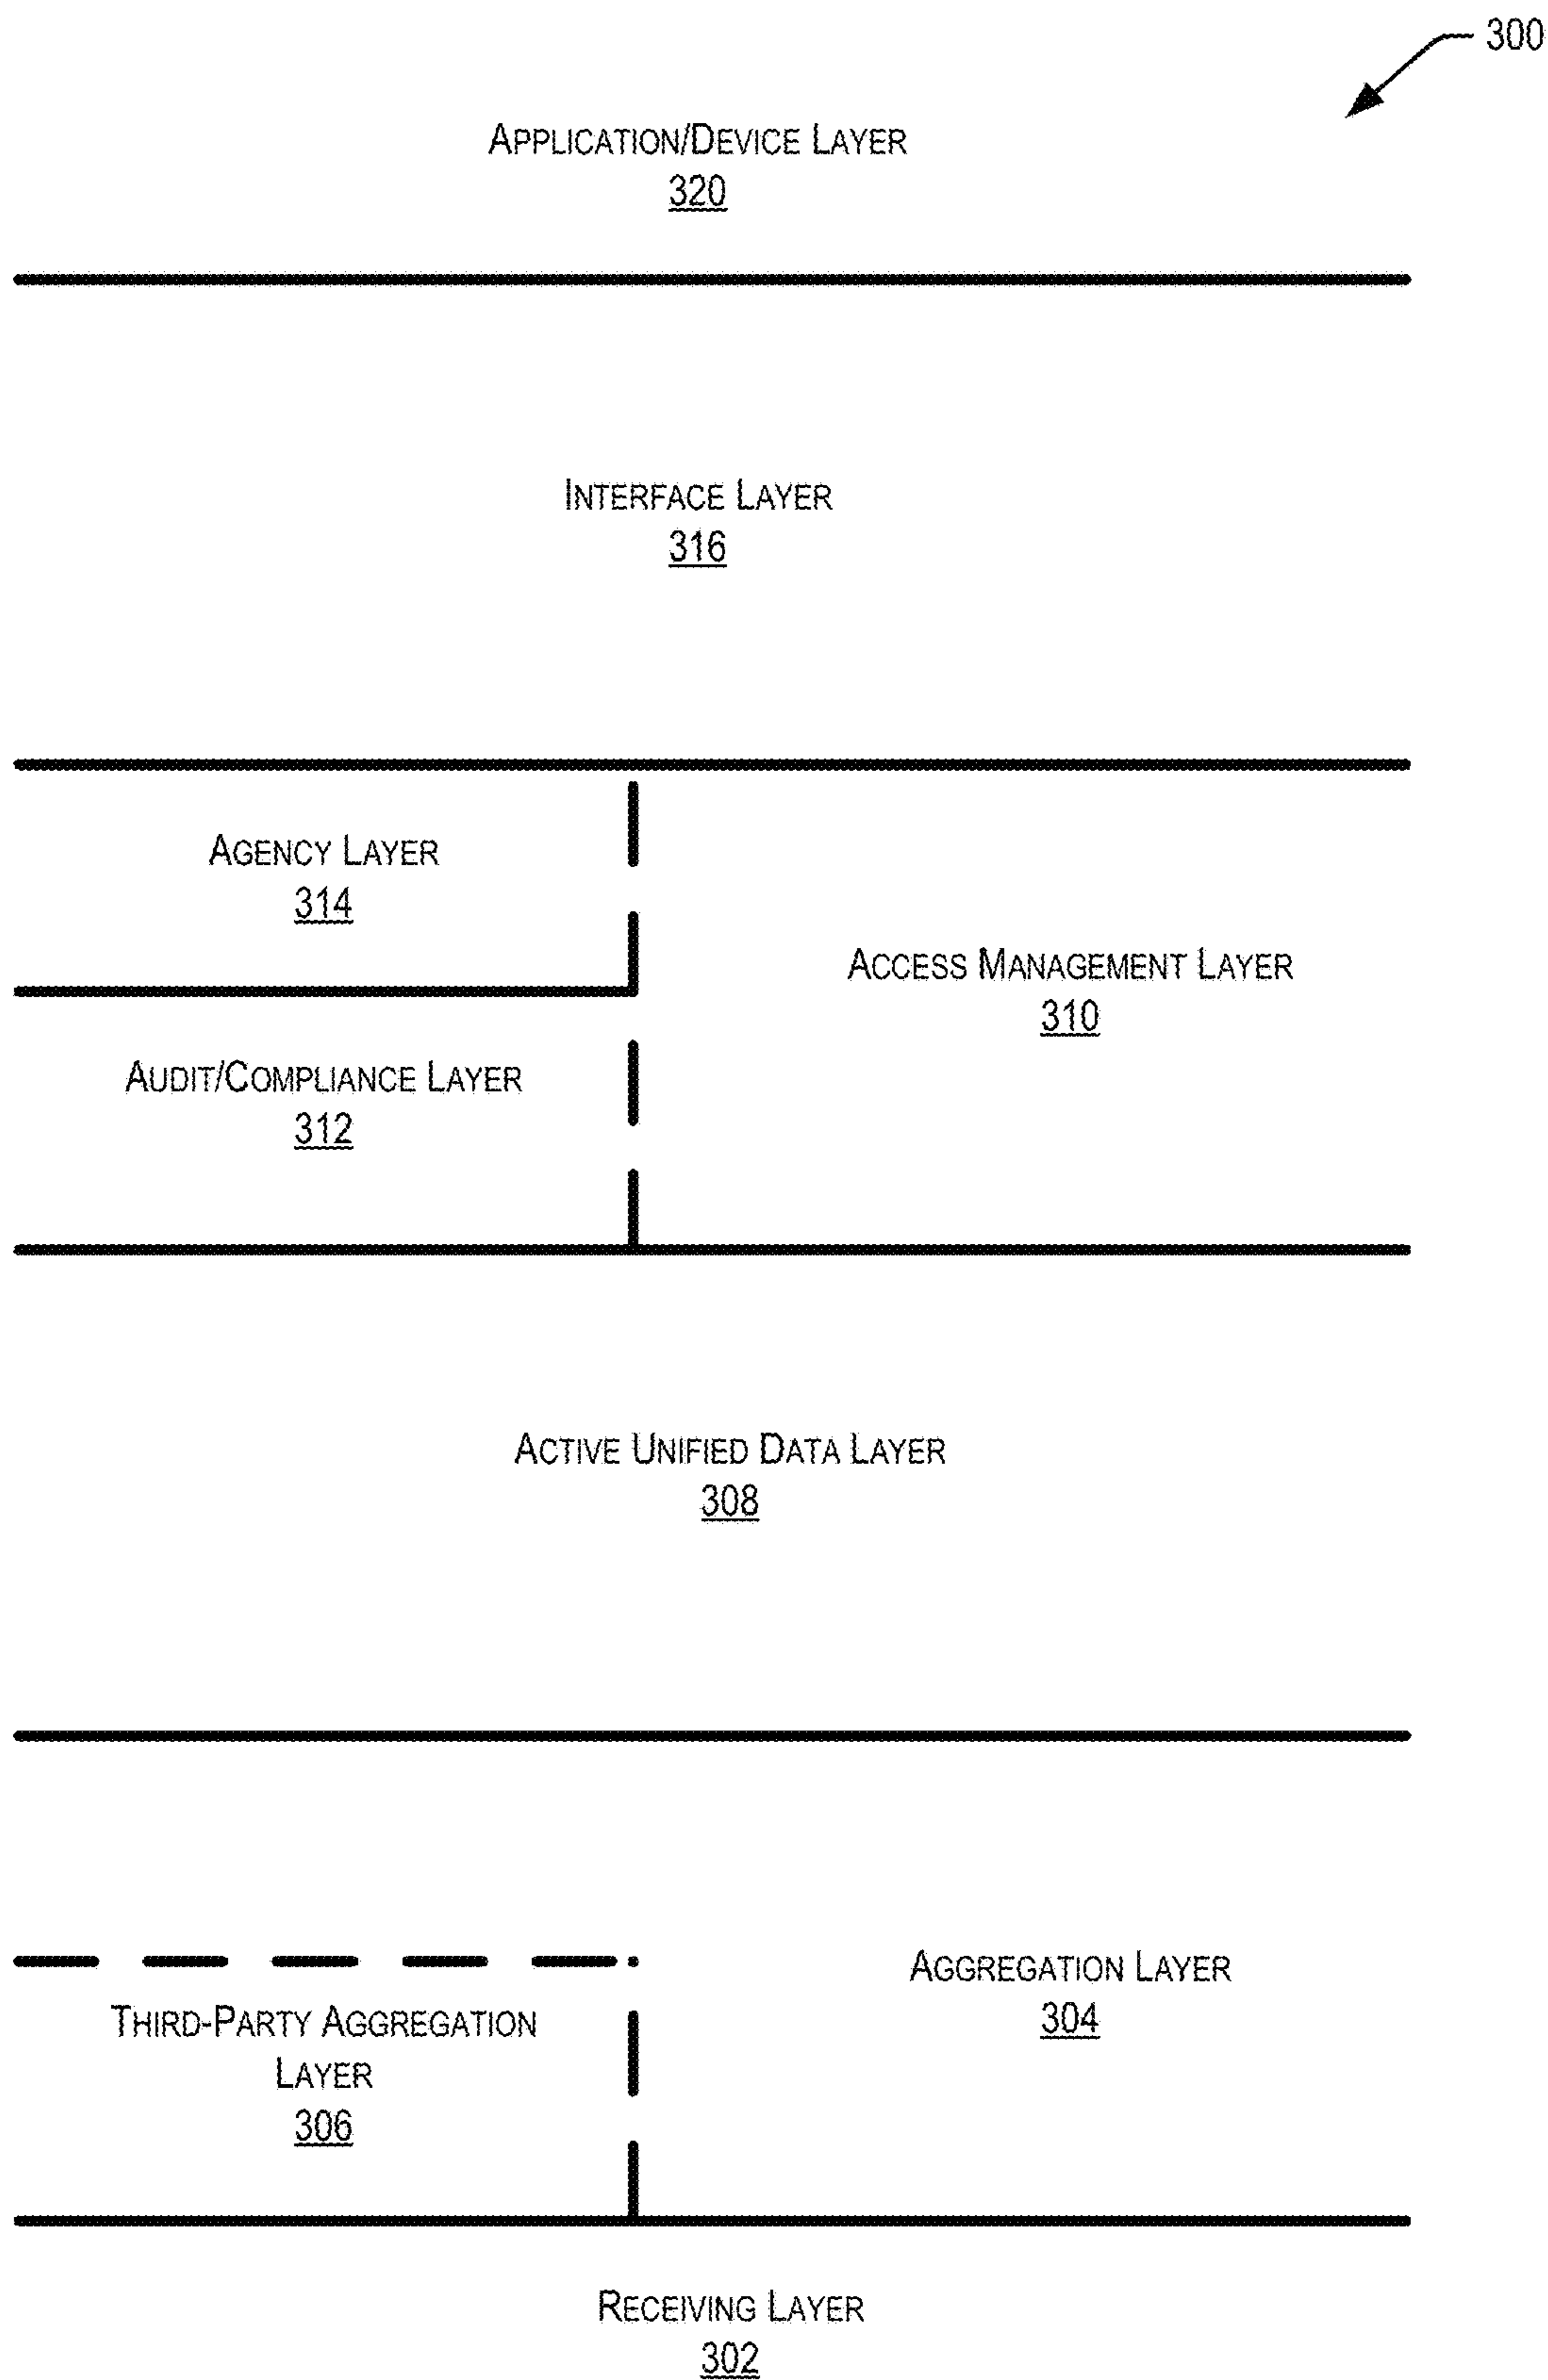 300
APPLICATION/DEVICE LAYER
320
INTERFACE LAYER
316
AGENCY LAYER
314
ACCESS MANAGEMENT LAYER
310
AUDIT/COMPLIANCE LAYER
312
ACTIVE UNIFIED DATA LAYER
308
AGGREGATION LAYER
304
THIRD-PARTY AGGREGATION
LAYER
306
RECEIVING LAYER
302